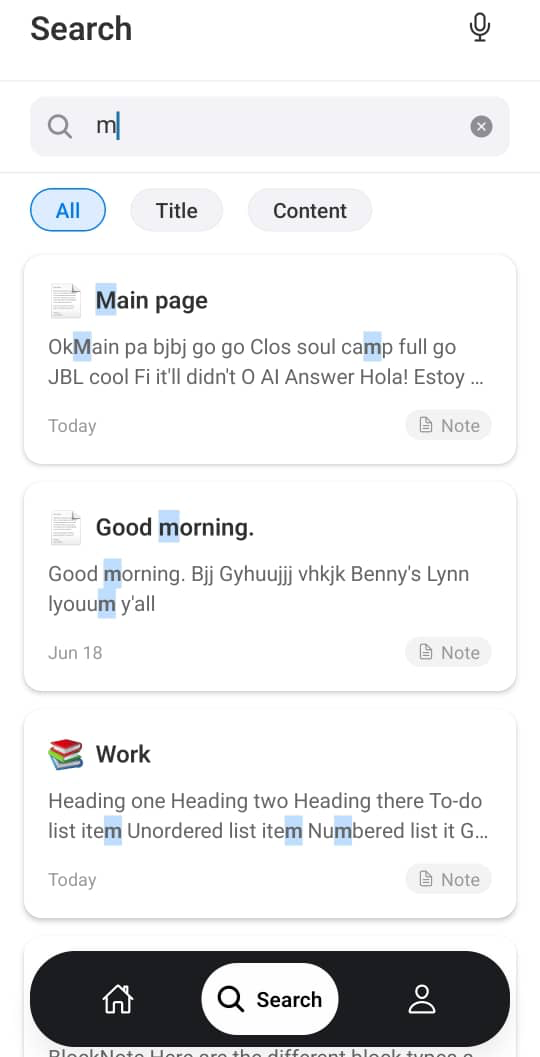 Search
m
All
Title
Content
Main page
OkMain pa bjbj go go Clos soul camp full go
JBL cool Fi it'll didn't O AI Answer Hola! Estoy ...
Today
Note
Good morning.
Good morning. Bjj Gyhuujjj vhkjk Benny's Lynn
lyouum y'all
Jun 18
Note
Work
Heading one Heading two Heading there To-do
list item Unordered list item Numbered list it G...
Today
Note
Search
BlockNote Here are the different block types a